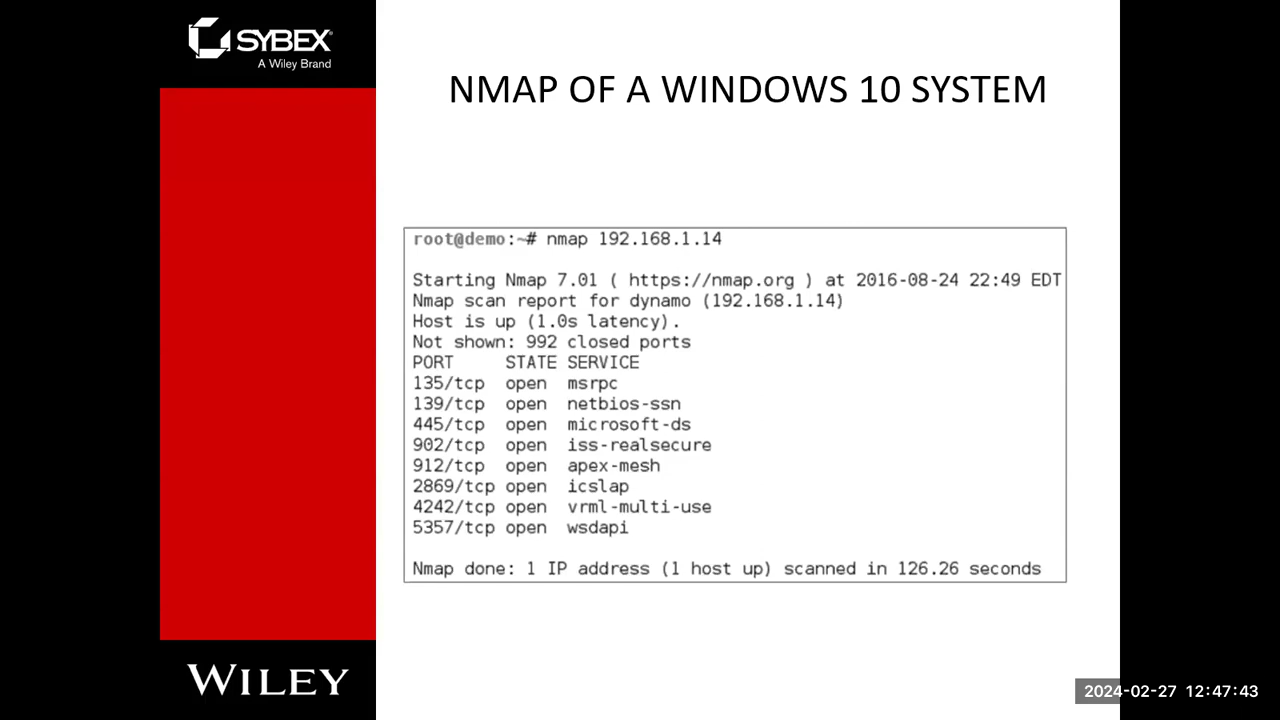 SYBEX
A Wiley Brand
NMAP OF A WINDOWS 10 SYSTEM
root@demo:~# nmap 192.168.1.14
Starting Nmap 7.01 ( https://nmap.org ) at 2016-08-24 22:49 EDT
Nmap scan report for dynamo (192.168.1.14)
Host is up (1.0s latency).
Not shown: 992 closed ports
PORT     STATE SERVICE
135/tcp  open  msrpc
139/tcp  open  netbios-ssn
445/tcp  open  microsoft-ds
902/tcp  open  iss-realsecure
912/tcp  open  apex-mesh
2869/tcp open  icslap
4242/tcp open  vrml-multi-use
5357/tcp open  wsdapi
Nmap done: 1 IP address (1 host up) scanned in 126.26 seconds
WILEY
2024-02-27 12:47:43